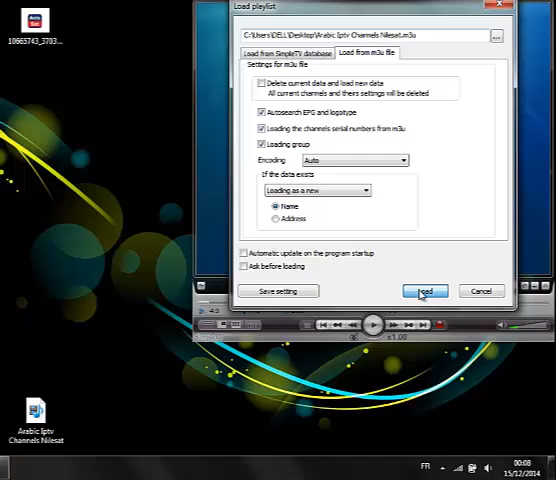 Load playlist
Arabs
Sat
10665743_3703...
C:\Users\DELL\Desktop\Arabic Iptv Channels Nilesat.m3u
...
Load from SimpleTV database
Load from m3u file
Settings for m3u file
Delete current data and load new data
All current channels and theirs settings will be deleted
Autosearch EPG and logotype
Loading the channels serial numbers from m3u
Loading group
Encoding
Auto
If the data exists
Loading as a new
Name
Address
Automatic update on the program startup
Ask before loading
Save setting
Load
Cancel
x1.00
Arabic Iptv
Channels Nilesat
FR
00:08
15/12/2014